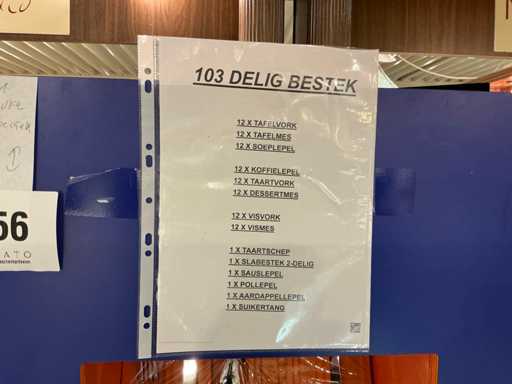 103 DELIG BESTEK
12 X TAFELVORK
12 X TAFELMES
12 X SOEPLEPEL
12 X KOFFIELEPEL
12 X TAARTVORK
12 X DESSERTMES
12 X VISVORK
12 X VISMES
1 X TAARTSCHEP
1 X SLABESTEK 2-DELIG
1 X SAUSLEPEL
1 X POLLEPEL
1 X AARDAPPELLEPEL
1 X SUIKERTANG
56
ATO